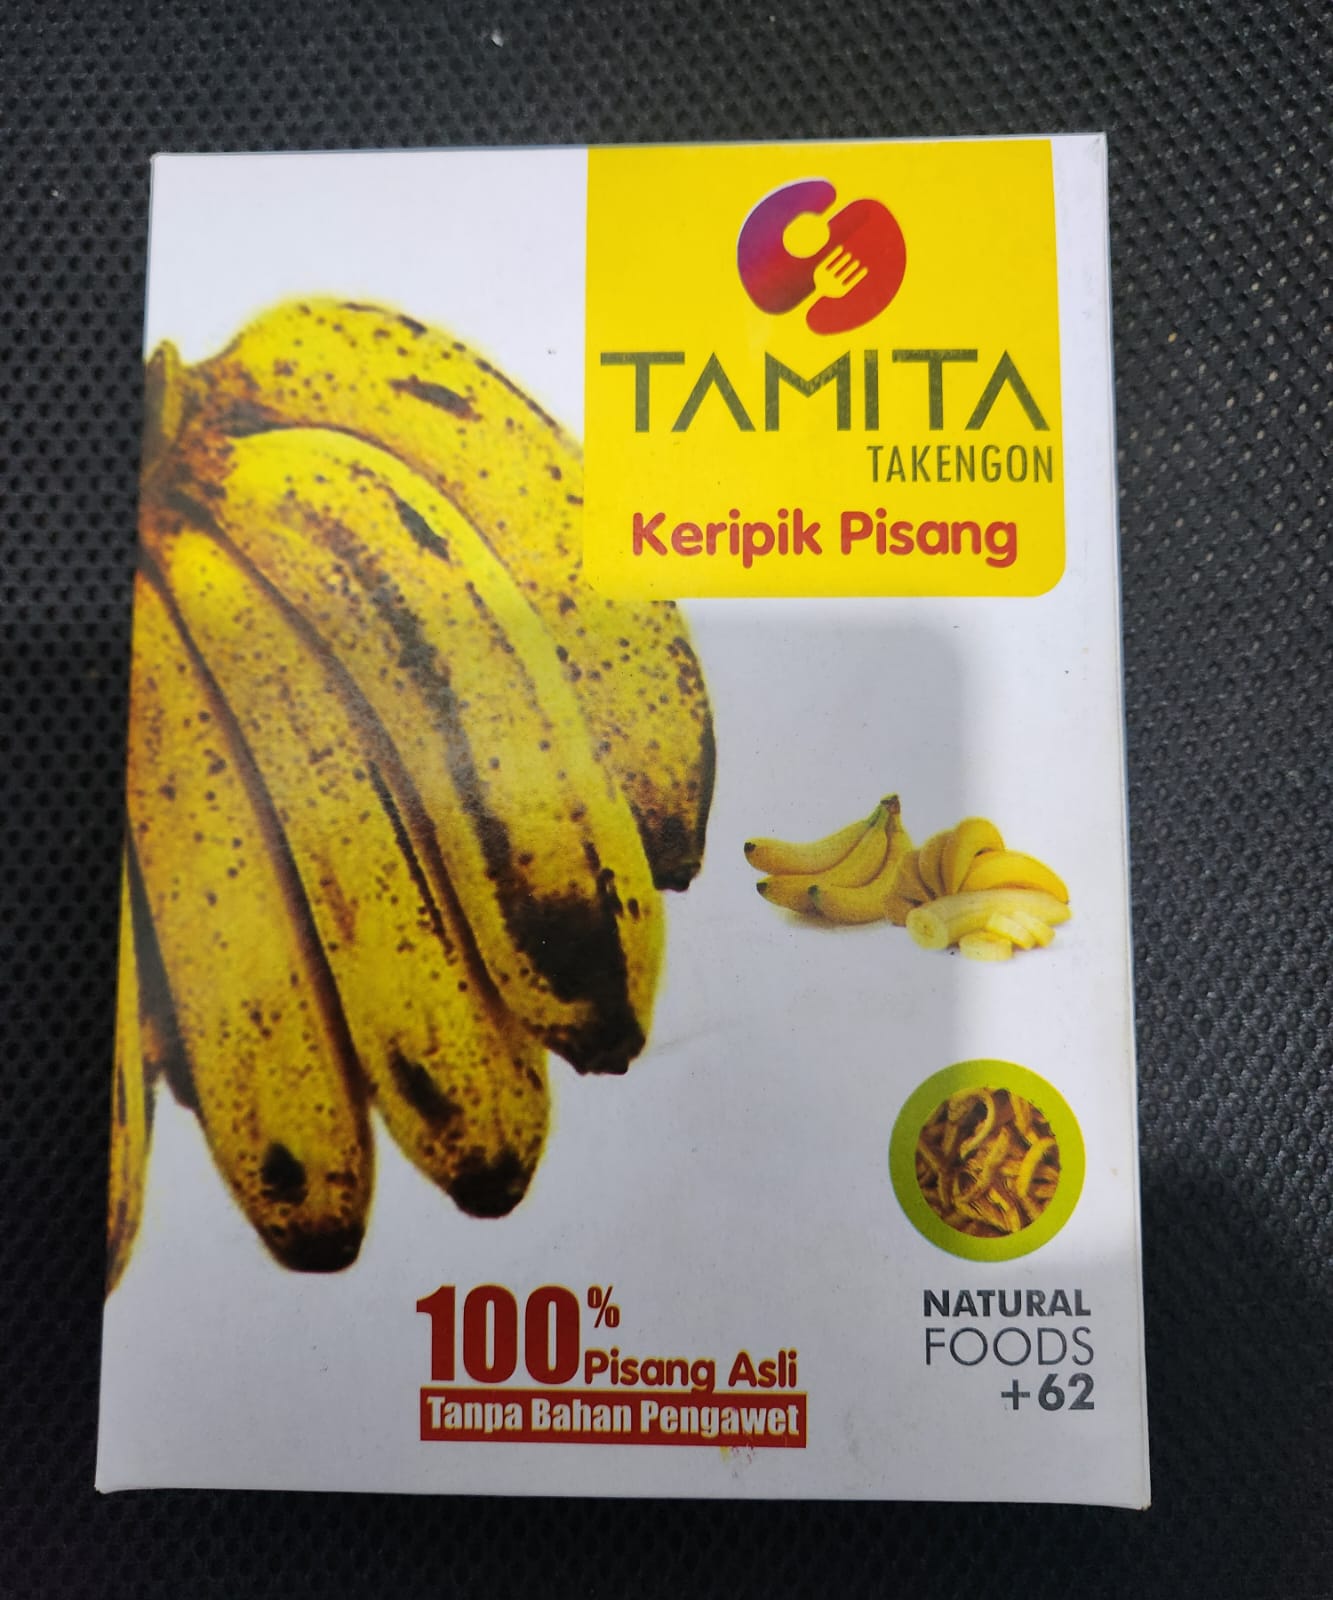 TAMITA
TAKENGON
Keripik Pisang
100%
Pisang Asli
Tanpa Bahan Pengawet
NATURAL
FOODS
+62